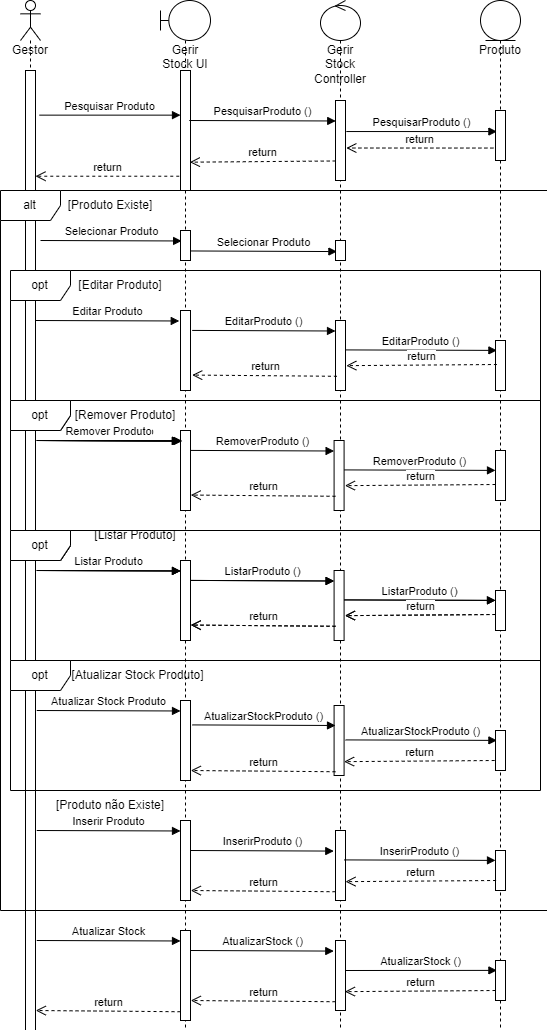 Gestor
Gerir
Stock UI
Gerir
Stock
Controller
Produto
Pesquisar Produto
PesquisarProduto ()
PesquisarProduto ()
return
return
return
alt
[Produto Existe]
Selecionar Produto
Selecionar Produto
opt
[Editar Produto]
Editar Produto
EditarProduto ()
EditarProduto ()
return
return
opt
[Remover Produto]
Remover Produto
RemoverProduto ()
RemoverProduto ()
return
return
opt
[Listar Produto]
Listar Produto
ListarProduto ()
ListarProduto ()
return
return
opt
[Atualizar Stock Produto]
Atualizar Stock Produto
AtualizarStockProduto ()
AtualizarStockProduto ()
return
return
[Produto não Existe]
Inserir Produto
InserirProduto ()
InserirProduto ()
return
return
Atualizar Stock
AtualizarStock ()
AtualizarStock ()
return
return
return